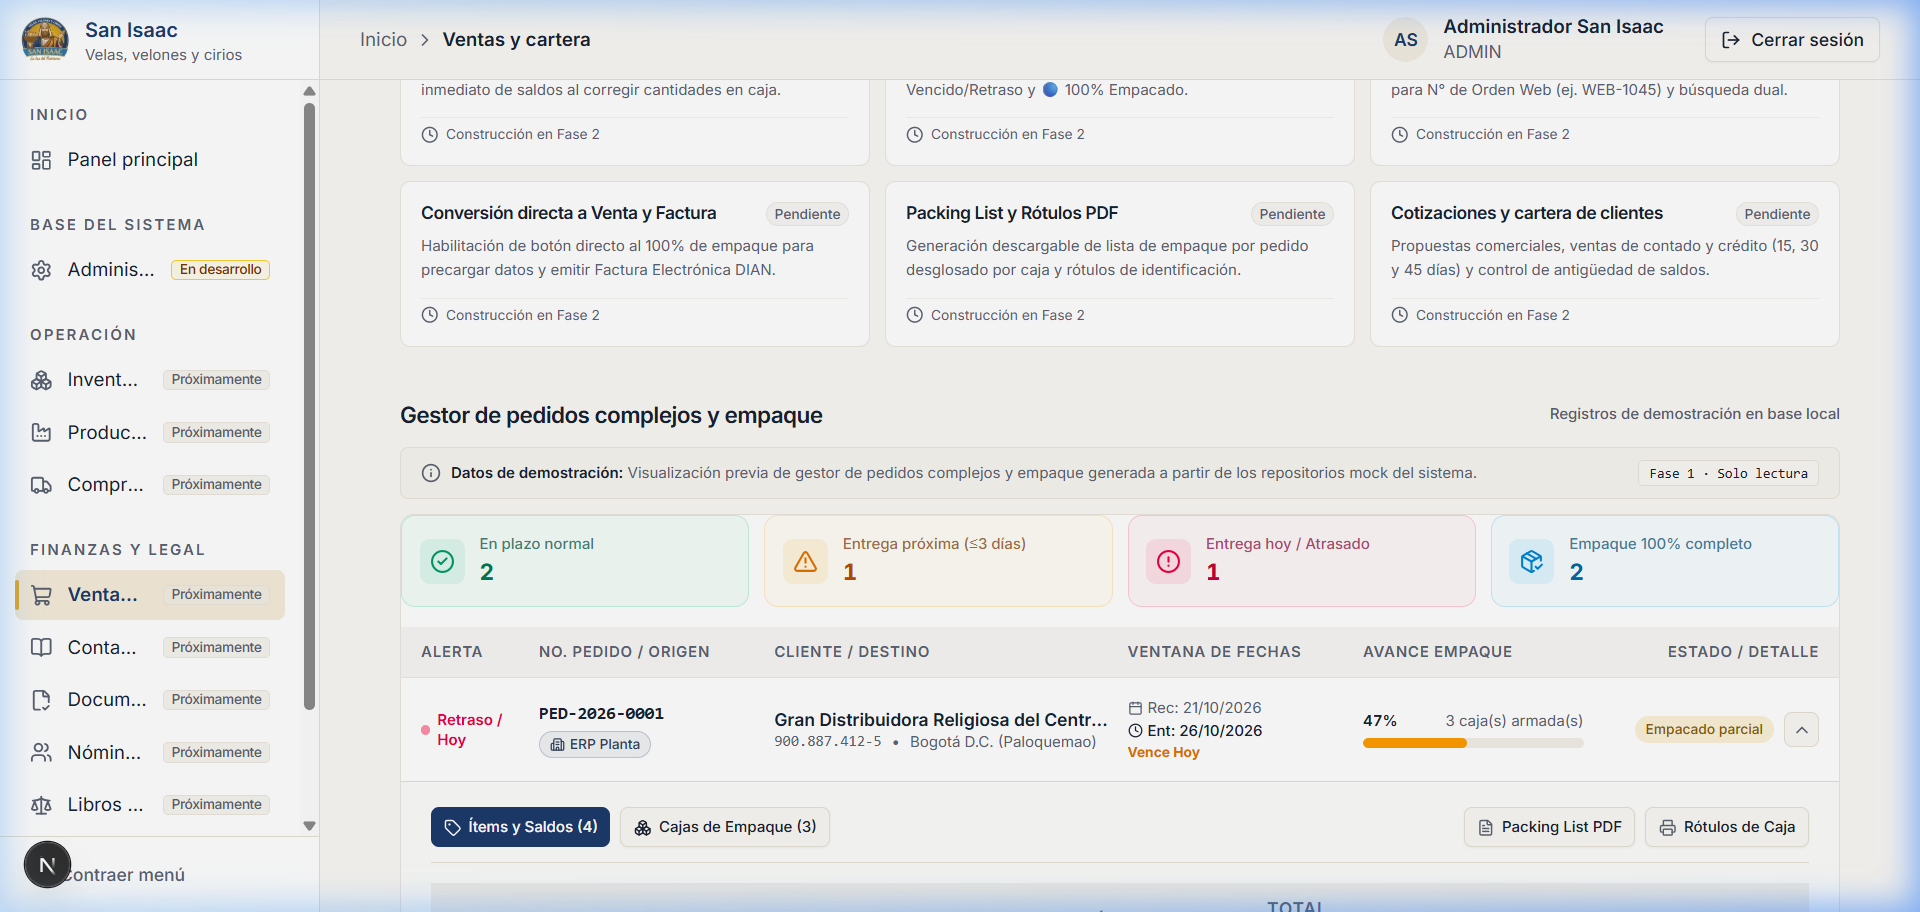 San Isaac
Velas, velones y cirios
Inicio > Ventas y cartera
AS
Administrador San Isaac
ADMIN
Cerrar sesión
INICIO
Panel principal
BASE DEL SISTEMA
Adminis... En desarrollo
OPERACIÓN
Invent... Próximamente
Produc... Próximamente
Compr... Próximamente
FINANZAS Y LEGAL
Venta... Próximamente
Conta... Próximamente
Docum... Próximamente
Nómin... Próximamente
Libros ... Próximamente
N
Contraer menú
inmediato de saldos al corregir cantidades en caja.
Construcción en Fase 2
Vencido/Retraso y 🔵 100% Empacado.
Construcción en Fase 2
para N° de Orden Web (ej. WEB-1045) y búsqueda dual.
Construcción en Fase 2
Conversión directa a Venta y Factura
Pendiente
Habilitación de botón directo al 100% de empaque para
precargar datos y emitir Factura Electrónica DIAN.
Construcción en Fase 2
Packing List y Rótulos PDF
Pendiente
Generación descargable de lista de empaque por pedido
desglosado por caja y rótulos de identificación.
Construcción en Fase 2
Cotizaciones y cartera de clientes
Pendiente
Propuestas comerciales, ventas de contado y crédito (15, 30
y 45 días) y control de antigüedad de saldos.
Construcción en Fase 2
Gestor de pedidos complejos y empaque
Registros de demostración en base local
Datos de demostración: Visualización previa de gestor de pedidos complejos y empaque generada a partir de los repositorios mock del sistema.
Fase 1 · Solo lectura
En plazo normal
2
Entrega próxima (≤3 días)
1
Entrega hoy / Atrasado
1
Empaque 100% completo
2
ALERTA
NO. PEDIDO / ORIGEN
CLIENTE / DESTINO
VENTANA DE FECHAS
AVANCE EMPAQUE
ESTADO / DETALLE
Retraso /
Hoy
PED-2026-0001
ERP Planta
Gran Distribuidora Religiosa del Centr...
900.887.412-5 • Bogotá D.C. (Paloquemao)
Rec: 21/10/2026
Ent: 26/10/2026
Vence Hoy
47%
3 caja(s) armada(s)
Empacado parcial
Ítems y Saldos (4)
Cajas de Empaque (3)
Packing List PDF
Rótulos de Caja
TOTAL